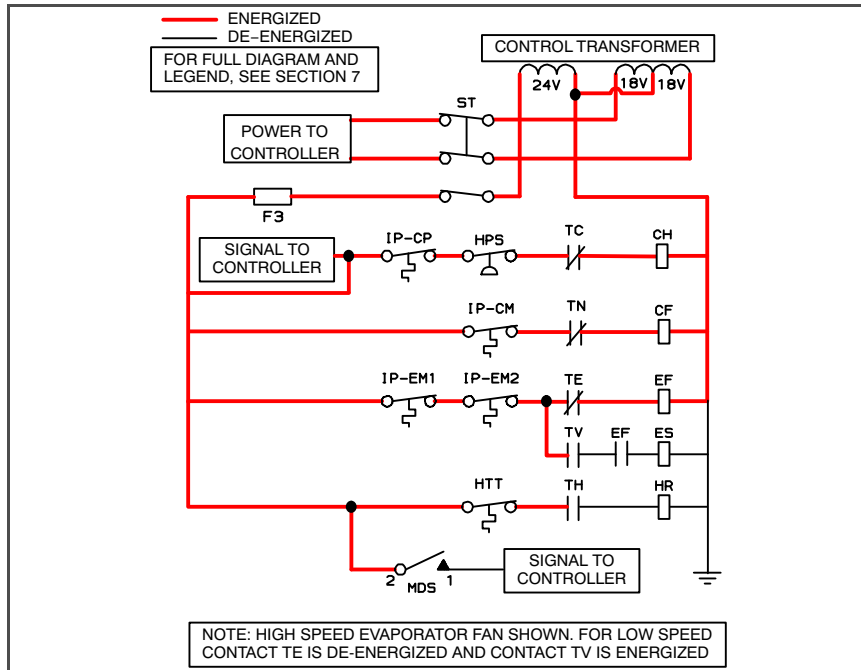 ENERGIZED
DE–ENERGIZED
FOR FULL DIAGRAM AND
LEGEND, SEE SECTION 7
CONTROL TRANSFORMER
24V
18V
18V
ST
POWER TO
CONTROLLER
F3
SIGNAL TO
CONTROLLER
IP-CP
HPS
TC
CH
IP-CM
TN
CF
IP-EM1
IP-EM2
TE
EF
TV
EF
ES
HTT
TH
HR
2
MDS
1
SIGNAL TO
CONTROLLER
NOTE: HIGH SPEED EVAPORATOR FAN SHOWN. FOR LOW SPEED
CONTACT TE IS DE-ENERGIZED AND CONTACT TV IS ENERGIZED